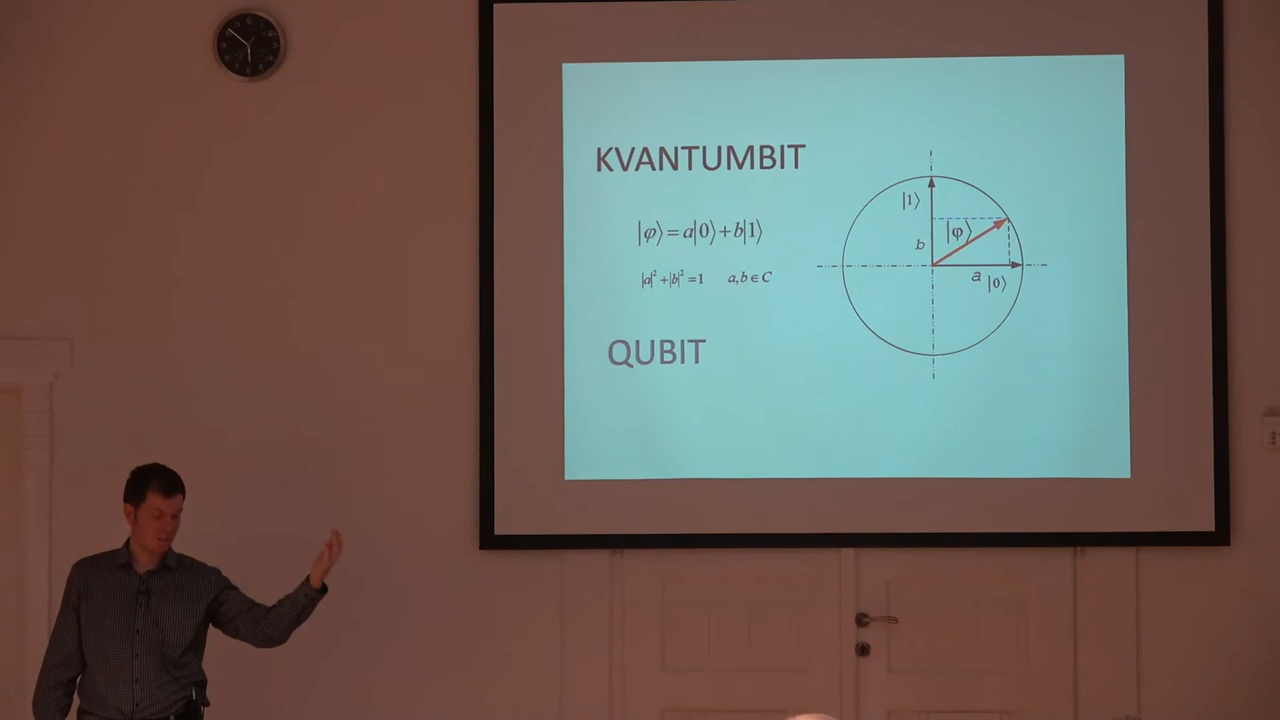 KVANTUMBIT
|φ⟩=a|0⟩+b|1⟩
|a|²+|b|²=1 a,b∈C
QUBIT
|1⟩
b
|φ⟩
a
|0⟩